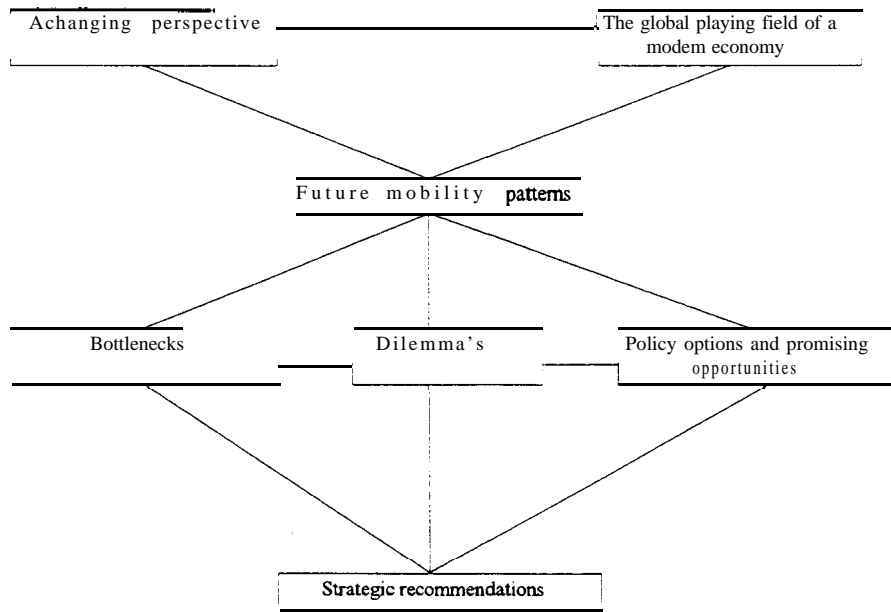 Achanging perspective
The global playing field of a
modem economy
Future mobility patterns
Bottlenecks
Dilemma's
Policy options and promising
opportunities
Strategic recommendations